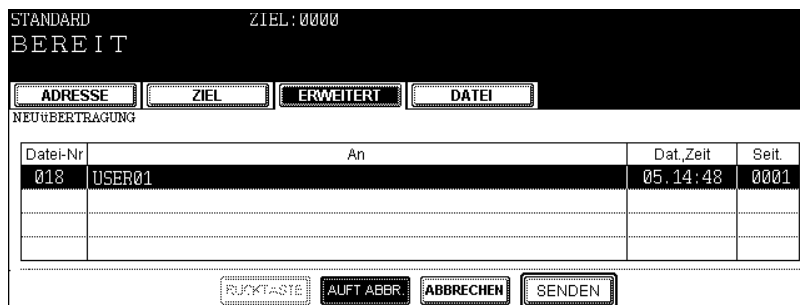 STANDARD ZIEL:0000
BEREIT
ADRESSE ZIEL ERWEITERT DATEI
NEUüBERTRAGUNG
Datei-Nr An Dat.,Zeit Seit.
018 USER01 05.14:48 0001
RÜCKTASTE AUFT ABBR. ABBRECHEN SENDEN